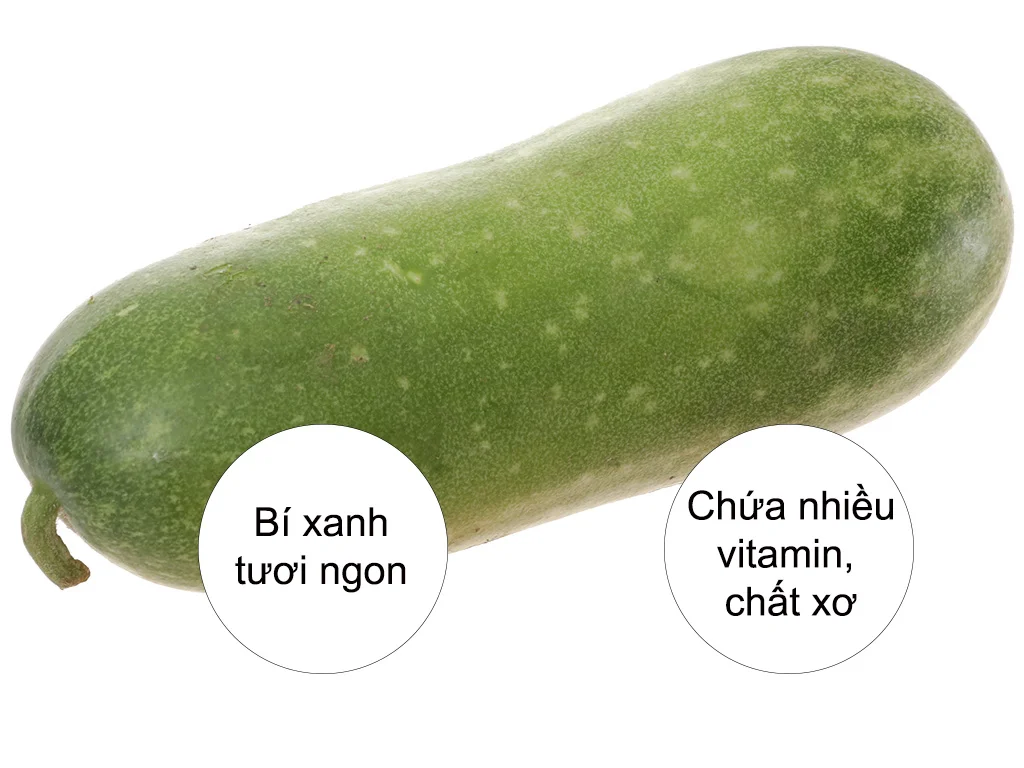 Bí xanh
tươi ngon
Chứa nhiều
vitamin,
chất xơ